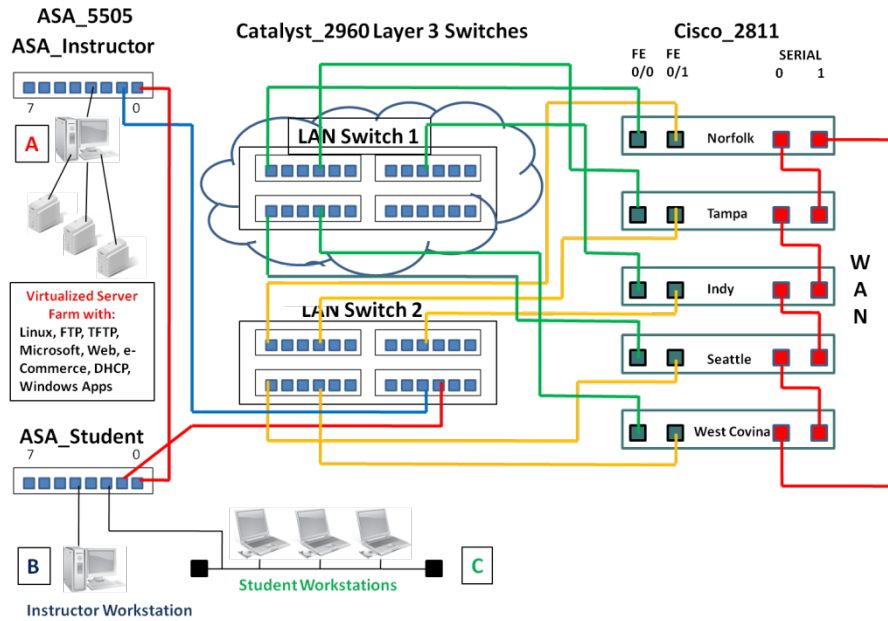 ASA_5505
ASA_Instructor
7
0
A
Virtualized Server
Farm with:
Linux, FTP, TFTP,
Microsoft, Web, e-
Commerce, DHCP,
Windows Apps
ASA_Student
7
0
B
Instructor Workstation
Student Workstations
C
Catalyst_2960 Layer 3 Switches
LAN Switch 1
LAN Switch 2
Cisco_2811
FE FE SERIAL
0/0 0/1 0 1
Norfolk
Tampa
Indy
Seattle
West Covina
W
A
N